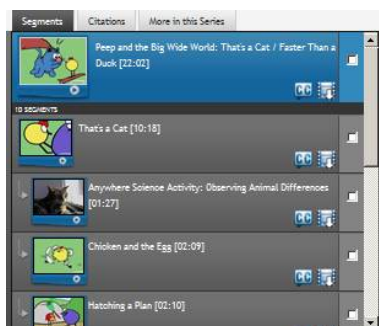 Segments Citations More in this Series
Peep and the Big Wide World: That's a Cat / Faster Than a
Duck [22:02]
CC
10 SEGMENTS
That's a Cat [10:18]
CC
Anywhere Science Activity: Observing Animal Differences
[01:27]
CC
Chicken and the Egg [02:09]
CC
Hatching a Plan [02:10]